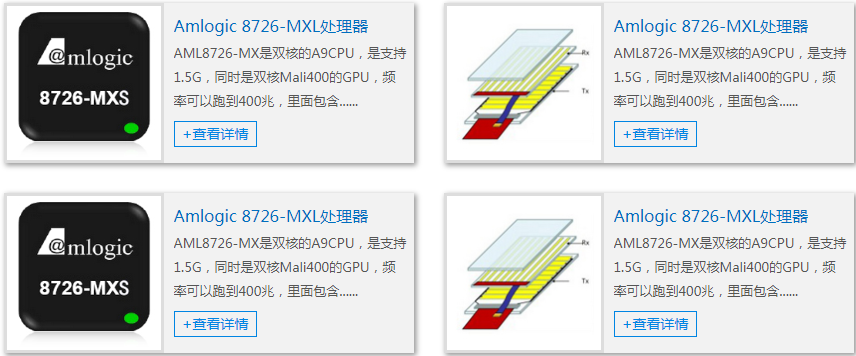 Amlogic
8726-MXS
Amlogic 8726-MXL处理器
AML8726-MX是双核的A9CPU，是支持
1.5G，同时是双核Mali400的GPU，频
率可以跑到400兆，里面包含......
+查看详情
Rx
Tx
Amlogic 8726-MXL处理器
AML8726-MX是双核的A9CPU，是支持
1.5G，同时是双核Mali400的GPU，频
率可以跑到400兆，里面包含......
+查看详情
Amlogic
8726-MXS
Amlogic 8726-MXL处理器
AML8726-MX是双核的A9CPU，是支持
1.5G，同时是双核Mali400的GPU，频
率可以跑到400兆，里面包含......
+查看详情
Rx
Tx
Amlogic 8726-MXL处理器
AML8726-MX是双核的A9CPU，是支持
1.5G，同时是双核Mali400的GPU，频
率可以跑到400兆，里面包含......
+查看详情